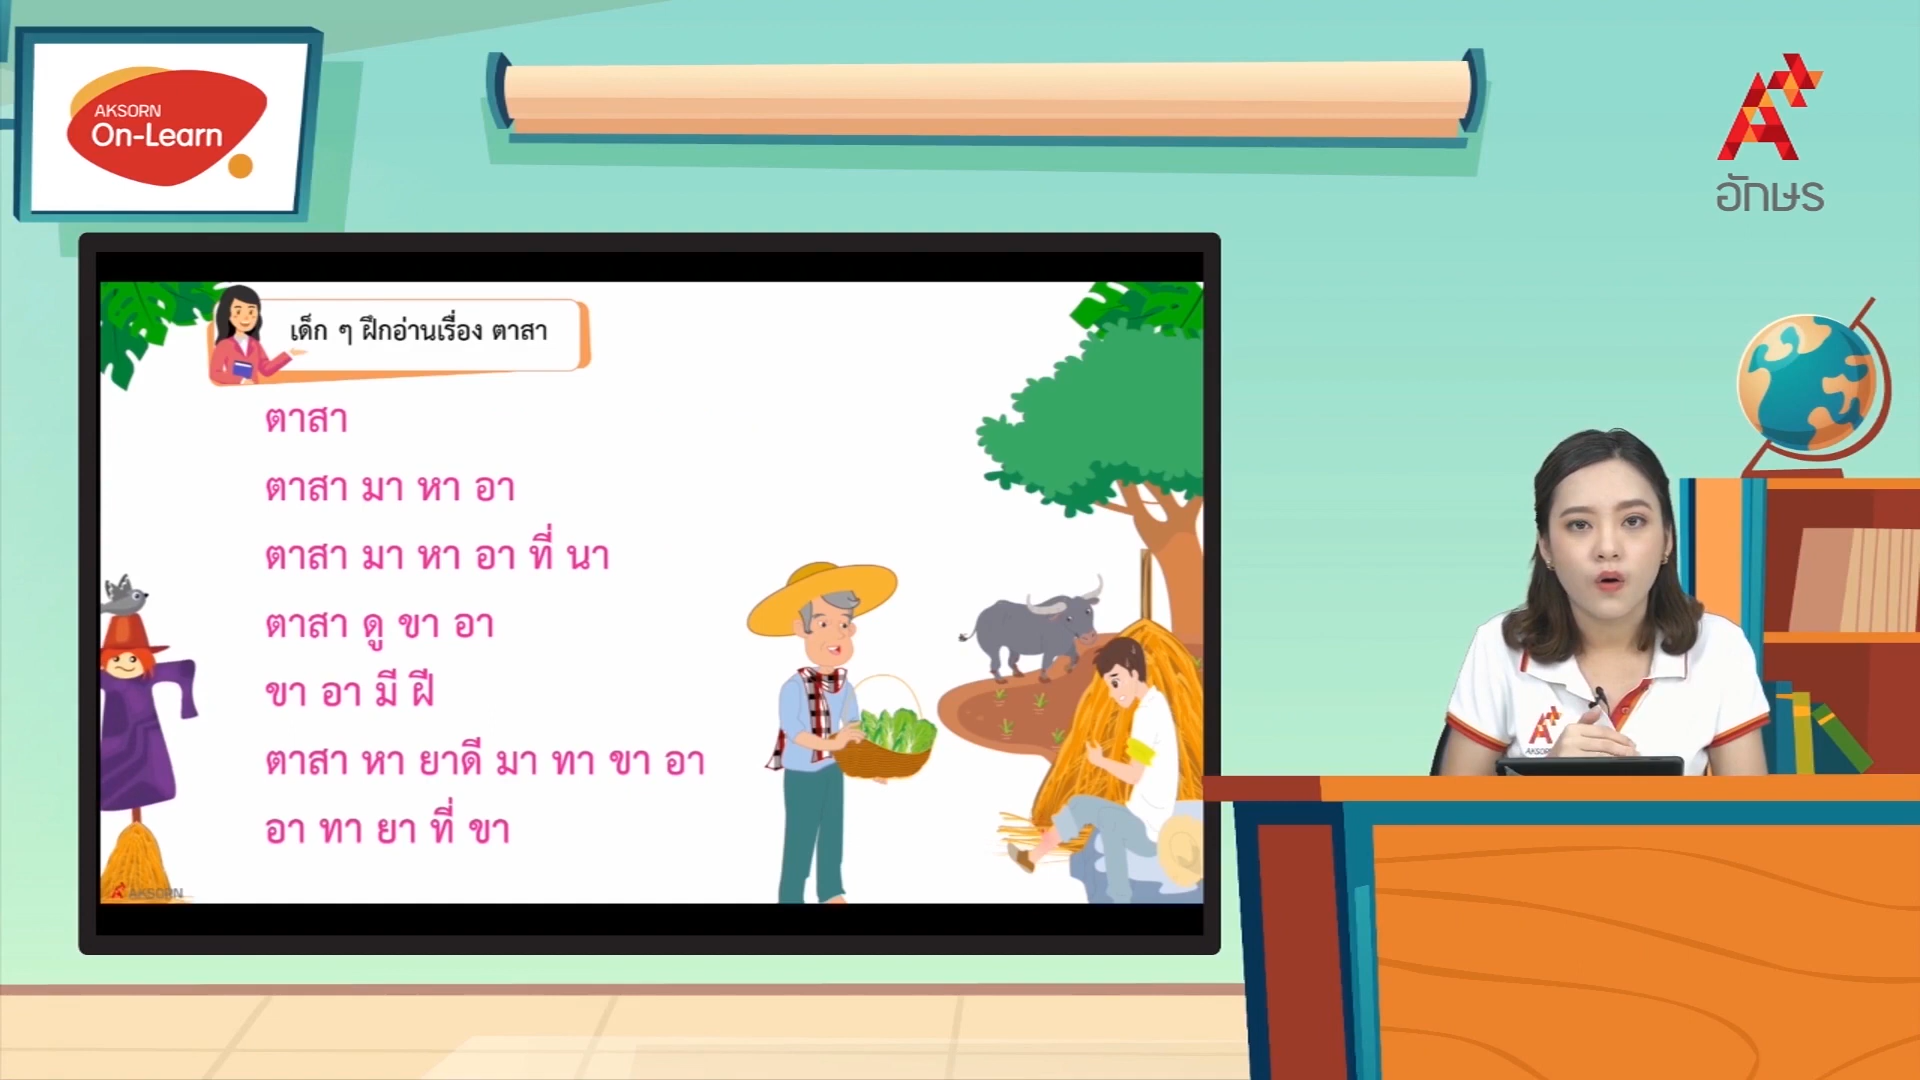 AKSORN
On-Learn
อักษร
เด็ก ๆ ฝึกอ่านเรื่อง ตาสา
ตาสา
ตาสา มา หา อา
ตาสา มา หา อา ที่ นา
ตาสา ดู ขา อา
ขา อา มี ฝี
ตาสา หา ยาดี มา ทา ขา อา
อา ทา ยา ที่ ขา
AKSORN